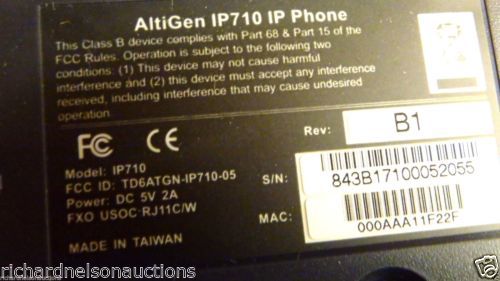 AltiGen IP710 IP Phone
This Class B device complies with Part 68 & Part 15 of the
FCC Rules. Operation is subject to the following two
conditions: (1) This device may not cause harmful
interference and (2) this device must accept any interference
received, including interference that may cause undesired
operation
FC CE
Rev: B1
Model: IP710
FCC ID: TD6ATGN-IP710-05
Power: DC 5V 2A
FXO USOC RJ11C/W
S/N: 843B17100052055
MAC: 000AAA11F22F
MADE IN TAIWAN
richardnelsonauctions